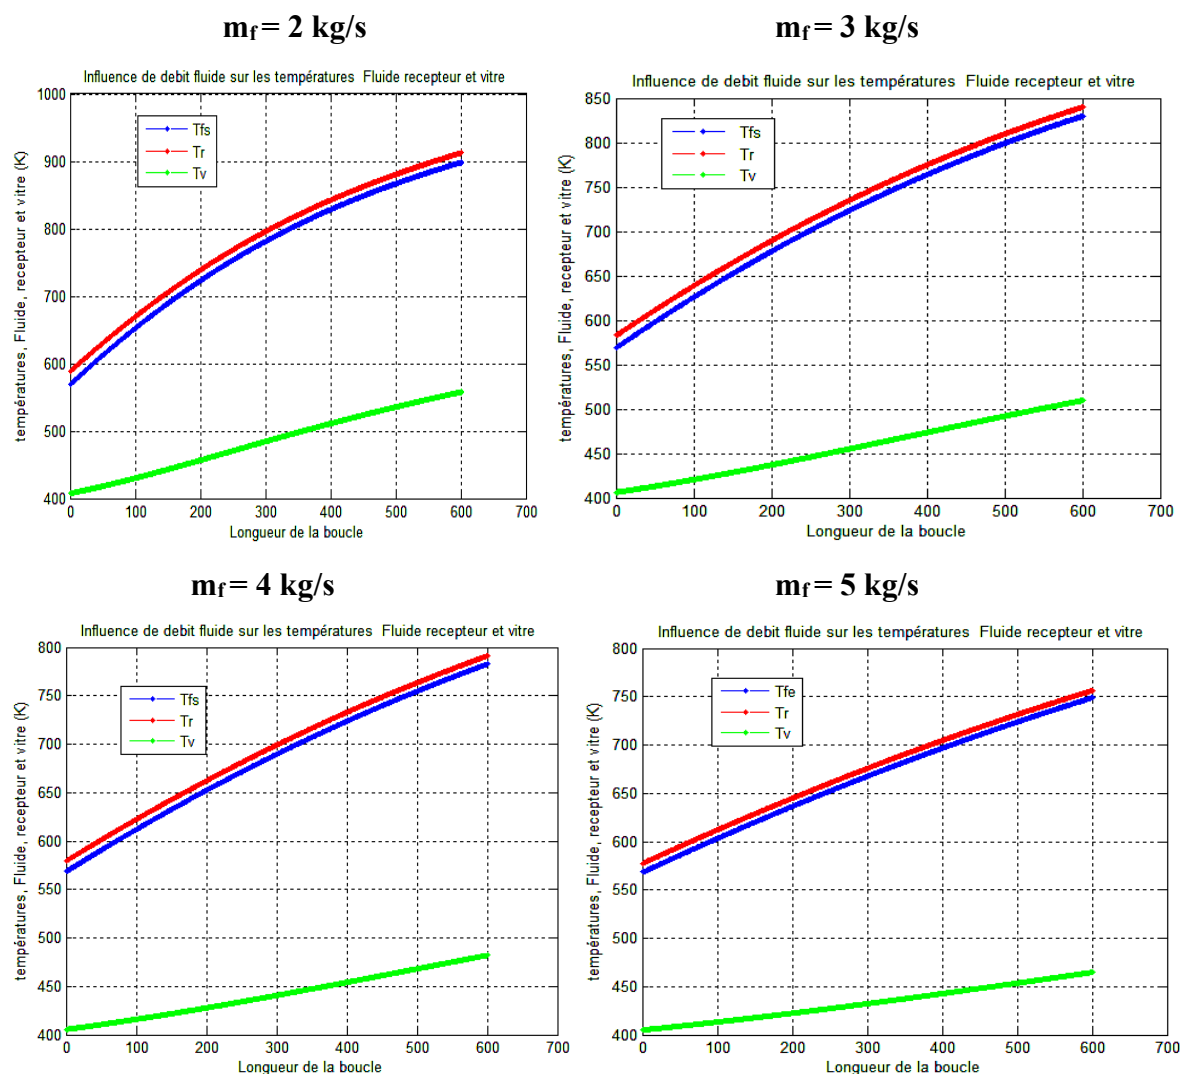 mf = 2 kg/s
Influence de debit fluide sur les températures Fluide recepteur et vitre
températures, Fluide, recepteur et vitre (K)
1000
900
800
700
600
500
400
Tfs
Tr
Tv
0 100 200 300 400 500 600 700
Longueur de la boucle
mf = 3 kg/s
Influence de debit fluide sur les températures Fluide recepteur et vitre
températures, Fluide, recepteur et vitre (K)
850
800
750
700
650
600
550
500
450
400
Tfs
Tr
Tv
0 100 200 300 400 500 600 700
Longueur de la boucle
mf = 4 kg/s
Influence de debit fluide sur les températures Fluide recepteur et vitre
températures, Fluide, recepteur et vitre (K)
800
750
700
650
600
550
500
450
400
Tfs
Tr
Tv
0 100 200 300 400 500 600 700
Longueur de la boucle
mf = 5 kg/s
Influence de debit fluide sur les températures Fluide recepteur et vitre
températures, Fluide, recepteur et vitre (K)
800
750
700
650
600
550
500
450
400
Tfe
Tr
Tv
0 100 200 300 400 500 600 700
Longueur de la boucle